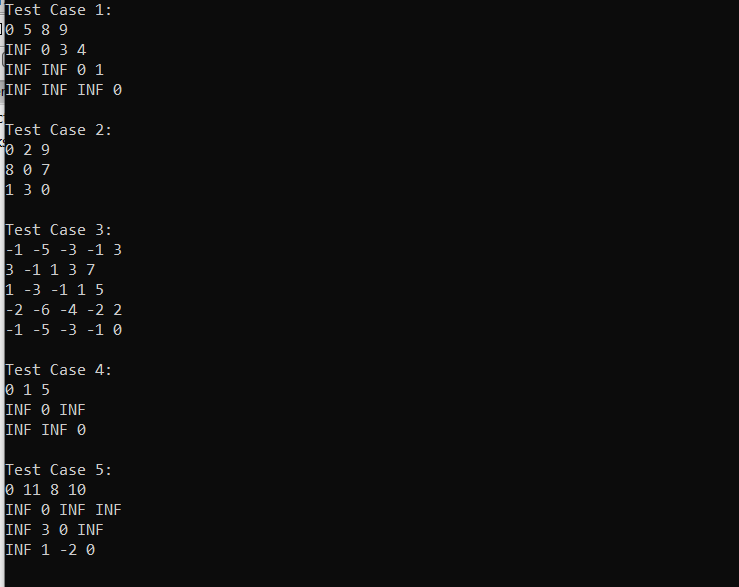 Test Case 1:
0 5 8 9
INF 0 3 4
INF INF 0 1
INF INF INF 0
Test Case 2:
0 2 9
8 0 7
1 3 0
Test Case 3:
-1 -5 -3 -1 3
3 -1 1 3 7
1 -3 -1 1 5
-2 -6 -4 -2 2
-1 -5 -3 -1 0
Test Case 4:
0 1 5
INF 0 INF
INF INF 0
Test Case 5:
0 11 8 10
INF 0 INF INF
INF 3 0 INF
INF 1 -2 0